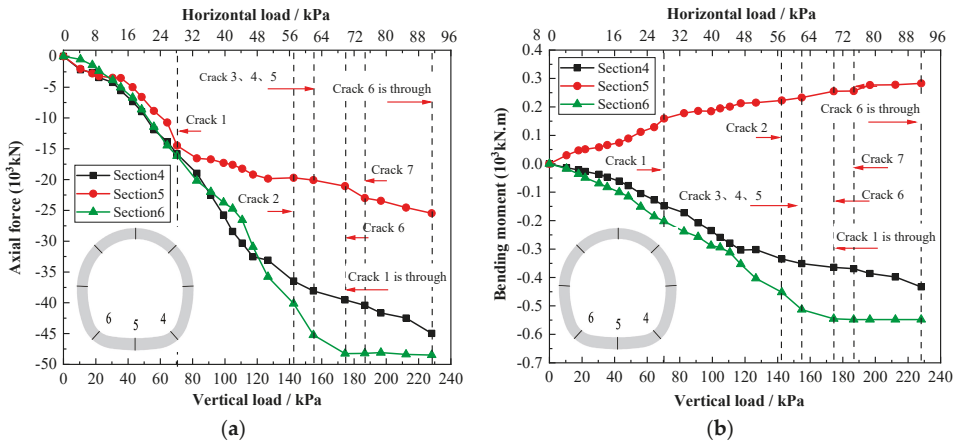 Horizontal load / kPa
0 8 16 24 32 40 48 56 64 72 80 88 96
(a)
5
0
-5
-10
-15
-20
-25
-30
-35
-40
-45
-50
Axial force (10³kN)
Crack 3、4、5
Crack 6 is through
Crack 1
Section4
Section5
Section6
Crack 7
Crack 2
Crack 6
Crack 1 is through
6 5 4
0 20 40 60 80 100 120 140 160 180 200 220 240
Vertical load / kPa
(a)
Horizontal load / kPa
0 8 16 24 32 40 48 56 64 72 80 88 96
(b)
0.4
0.3
0.2
0.1
0.0
-0.1
-0.2
-0.3
-0.4
-0.5
-0.6
-0.7
Bending moment (10³kN.m)
Section4
Section5
Section6
Crack 6 is through
Crack 2
Crack 1
Crack 7
Crack 3、4、5
Crack 6
Crack 1 is through
6 5 4
0 20 40 60 80 100 120 140 160 180 200 220 240
Vertical load / kPa
(b)